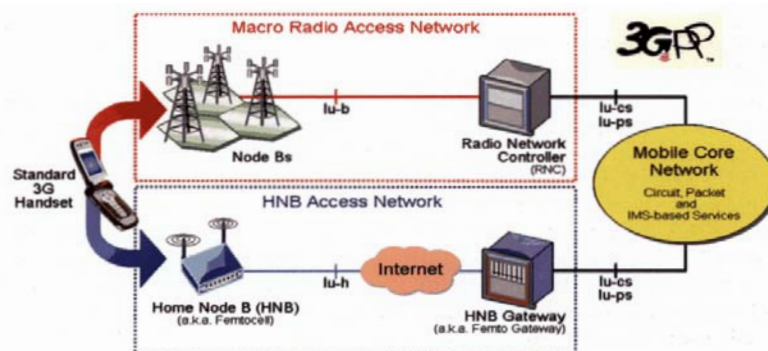 Macro Radio Access Network
3GPP™
Iu-b
Iu-cs
Iu-ps
Node Bs
Radio Network
Controller
(RNC)
Standard
3G
Handset
Mobile Core
Network
Circuit, Packet
and
IMS-based Services
HNB Access Network
Internet
Iu-h
Iu-cs
Iu-ps
Home Node B (HNB)
(a.k.a. Femtocell)
HNB Gateway
(a.k.a. Femto Gateway)